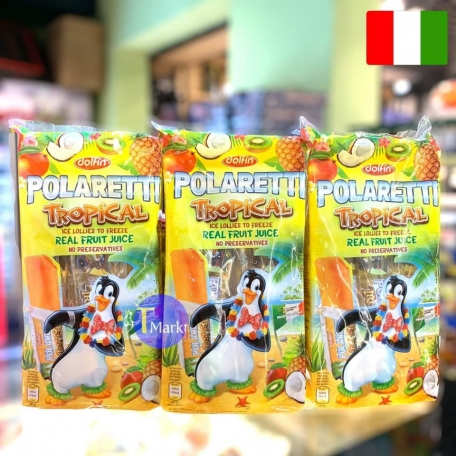 dolfin
POLARETTI
TROPICAL
ICE LOLLIES TO FREEZE
REAL FRUIT JUICE
NO PRESERVATIVES
dolfin
POLARETTI
TROPICAL
ICE LOLLIES TO FREEZE
REAL FRUIT JUICE
NO PRESERVATIVES
dolfin
POLARETTI
TROPICAL
ICE LOLLIES TO FREEZE
REAL FRUIT JUICE
NO PRESERVATIVES
T Markt